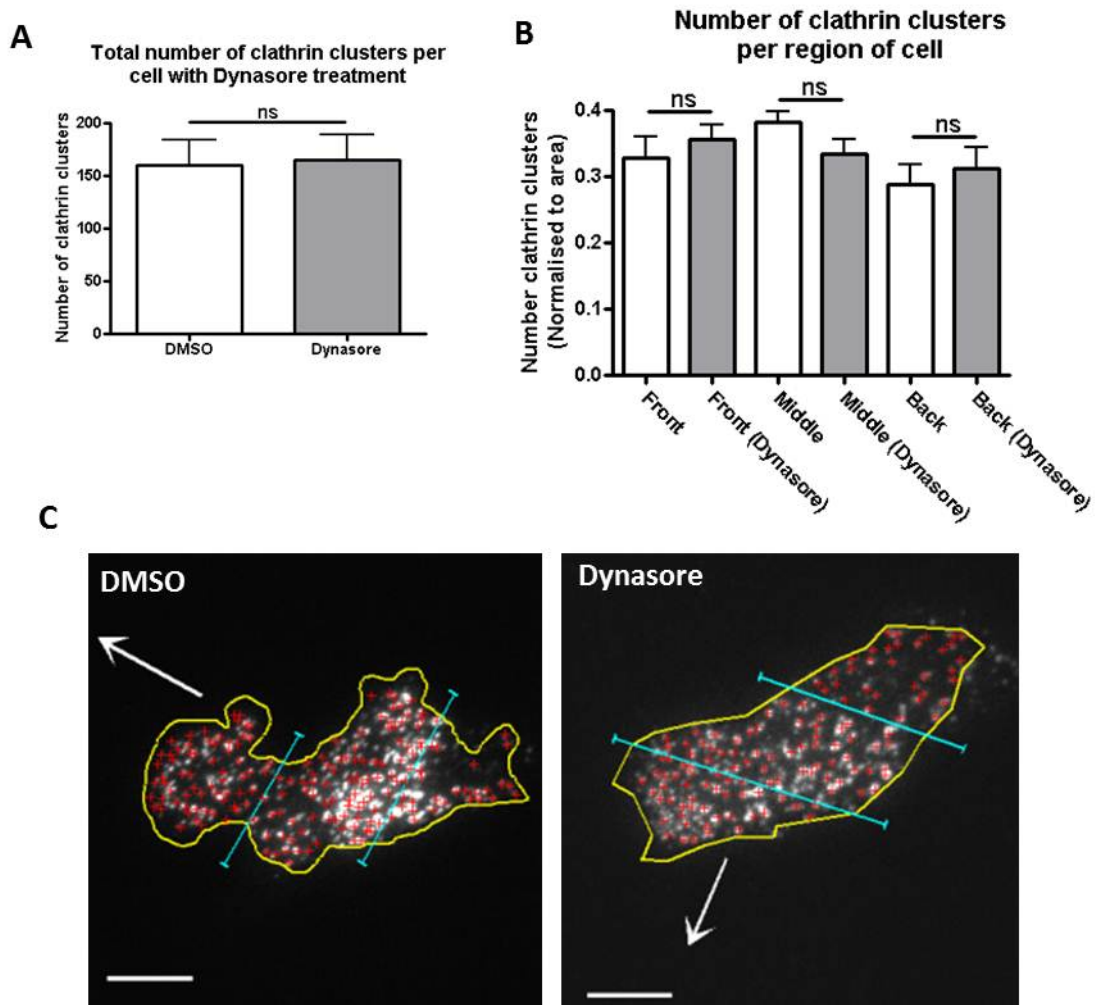 A
Total number of clathrin clusters per
cell with Dynasore treatment
ns
Number of clathrin clusters
200
150
100
50
0
DMSO
Dynasore
B
Number of clathrin clusters
per region of cell
ns
ns
ns
Number clathrin clusters
(Normalised to area)
0.4
0.3
0.2
0.1
0.0
Front
Front (Dynasore)
Middle
Middle (Dynasore)
Back
Back (Dynasore)
C
DMSO
Dynasore